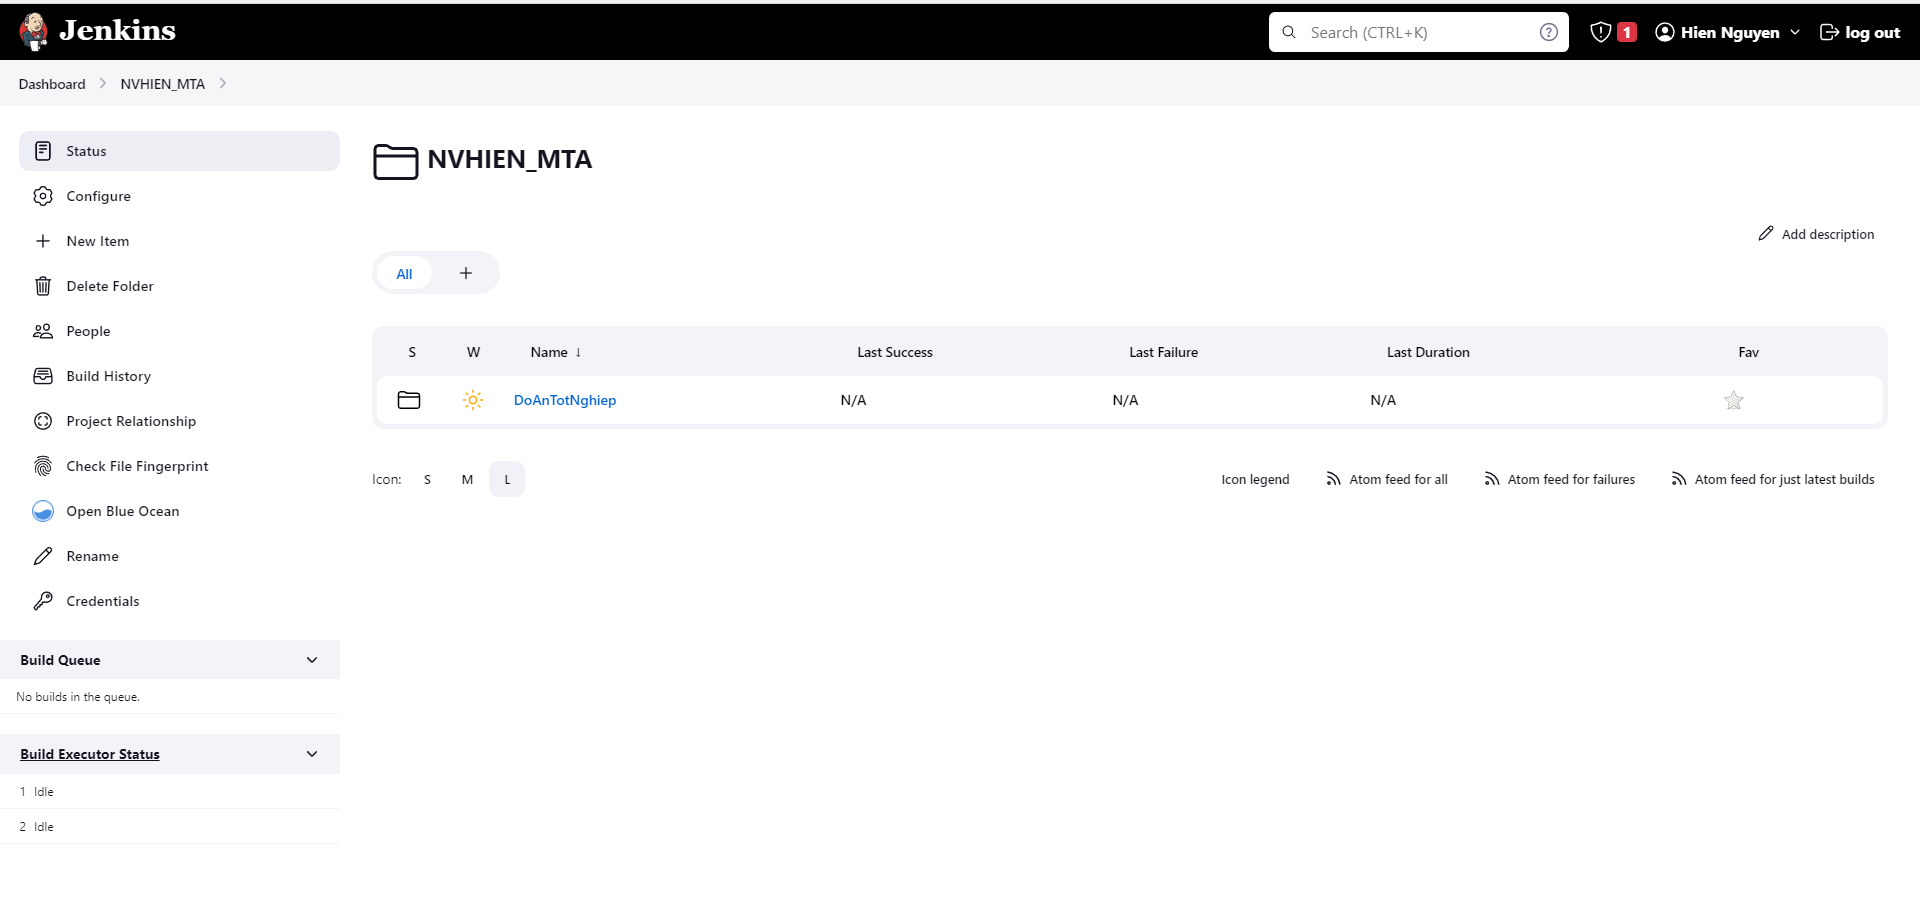 Jenkins
Search (CTRL+K)
1
Hien Nguyen
log out
Dashboard
NVHIEN_MTA
Status
Configure
New Item
Delete Folder
People
Build History
Project Relationship
Check File Fingerprint
Open Blue Ocean
Rename
Credentials
Build Queue
No builds in the queue.
Build Executor Status
1 Idle
2 Idle
NVHIEN_MTA
Add description
All +
S W Name ↓ Last Success Last Failure Last Duration Fav
DoAnTotNghiep N/A N/A N/A
Icon: S M L
Icon legend Atom feed for all Atom feed for failures Atom feed for just latest builds